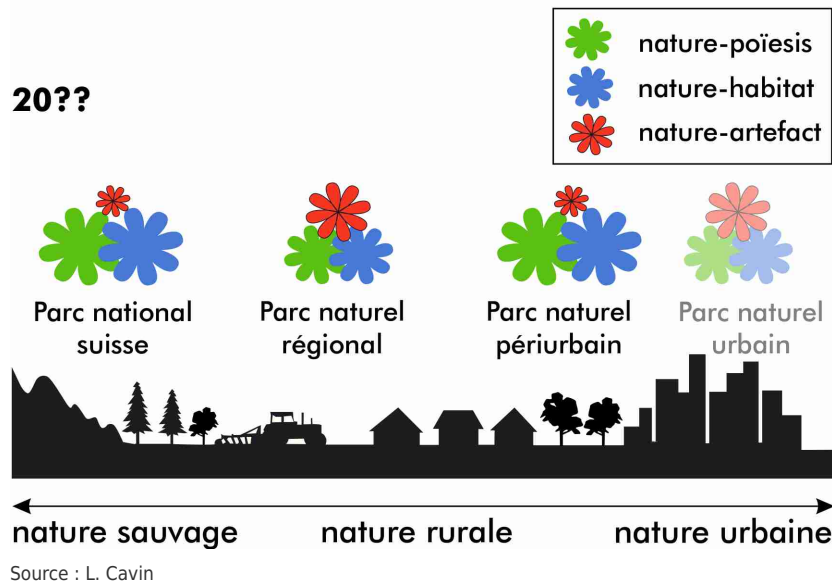 nature-poïesis
nature-habitat
nature-artefact
20??
Parc national
suisse
Parc naturel
régional
Parc naturel
périurbain
Parc naturel
urbain
nature sauvage
nature rurale
nature urbaine
Source : L. Cavin